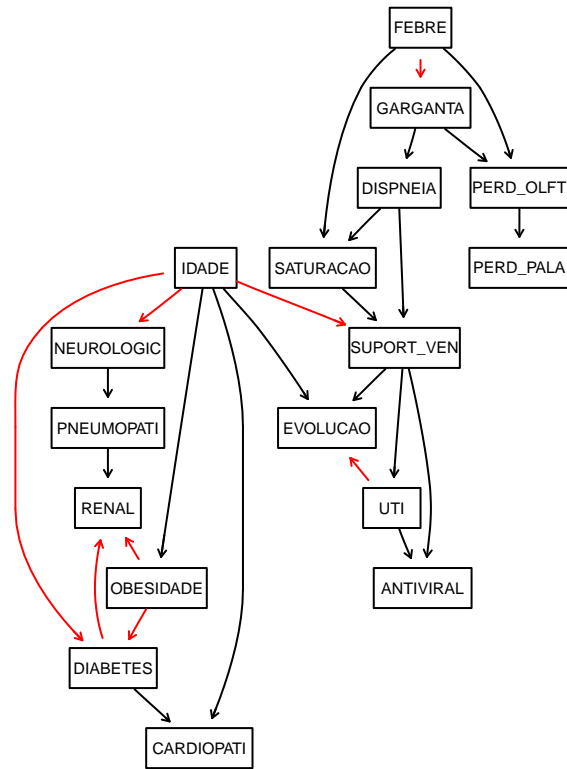 FEBRE
GARGANTA
DISPNEIA
PERD_OLFT
IDADE
SATURACAO
PERD_PALA
NEUROLOGIC
SUPORT_VEN
PNEUMOPATI
EVOLUCAO
RENAL
UTI
OBESIDADE
ANTIVIRAL
DIABETES
CARDIOPATI